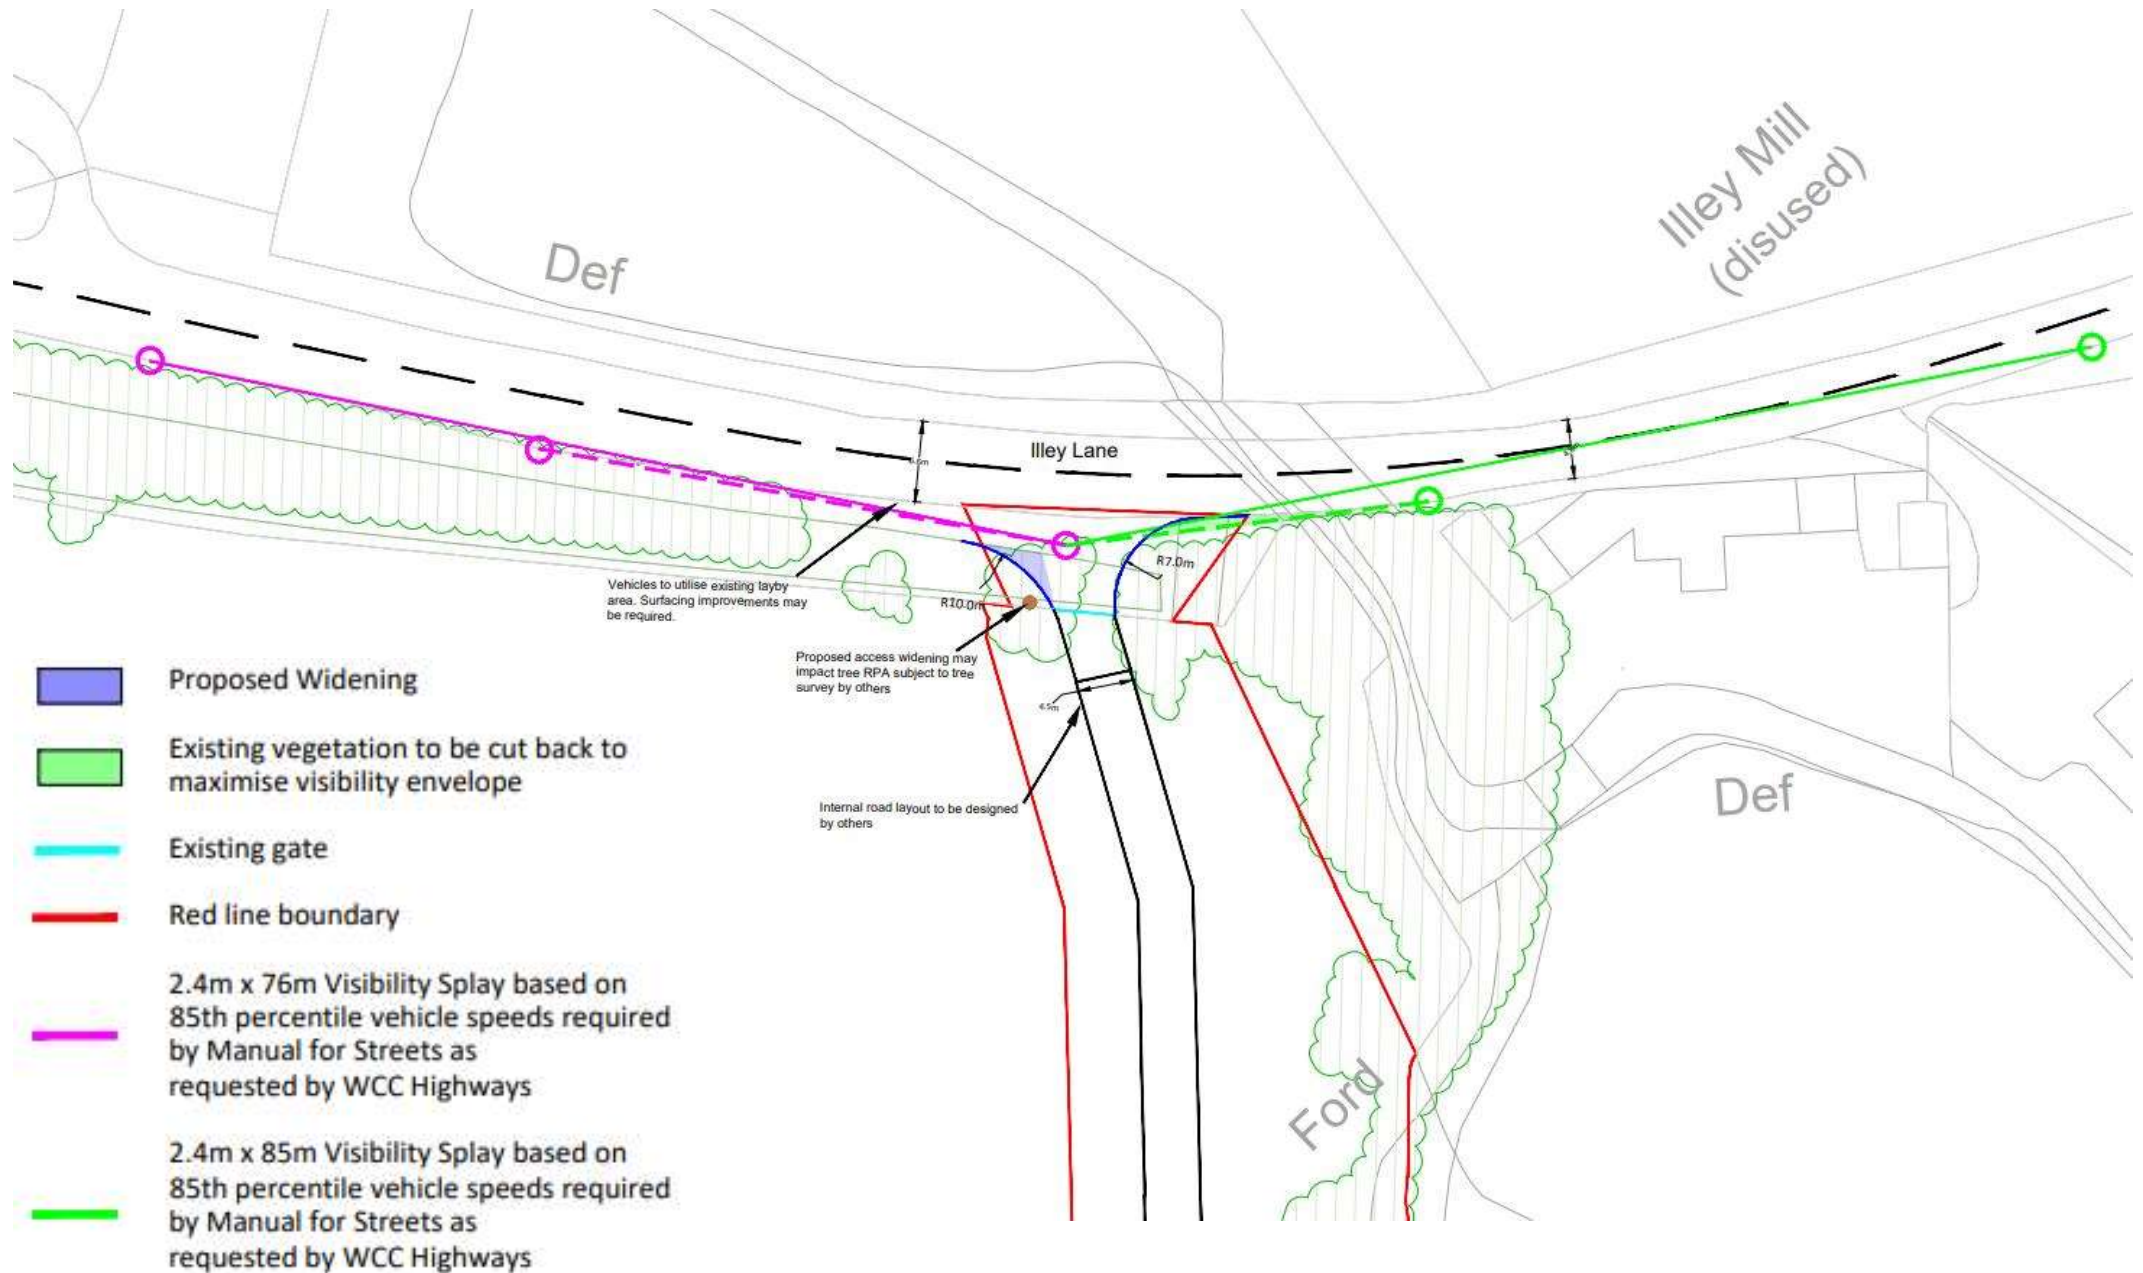 Illey Mill
(disused)
Def
Illey Lane
R7.0m
Vehicles to utilise existing layby
area. Surfacing improvements may
be required.
R10.0m
Proposed access widening may
impact tree RPA subject to tree
survey by others
Proposed Widening
Existing vegetation to be cut back to
maximise visibility envelope
Existing gate
Red line boundary
2.4m x 76m Visibility Splay based on
85th percentile vehicle speeds required
by Manual for Streets as
requested by WCC Highways
2.4m x 85m Visibility Splay based on
85th percentile vehicle speeds required
by Manual for Streets as
requested by WCC Highways
6.5m
Internal road layout to be designed
by others
Def
Ford